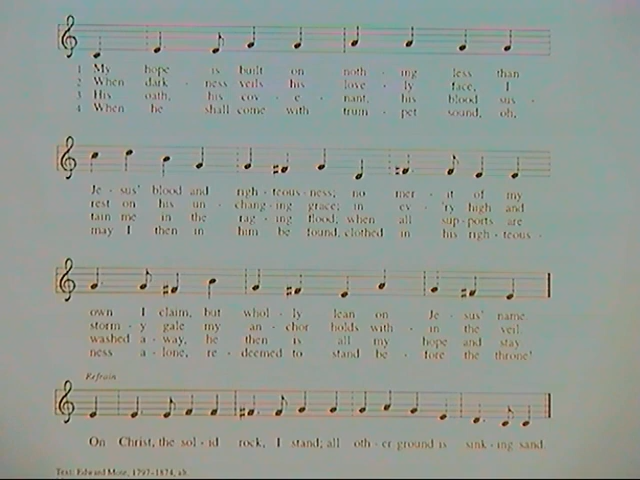 1 My hope is built on noth - ing less than
2 When dark - ness veils his love - ly face, I
3 His oath, his cov - e - nant, his blood sus -
4 When he shall come with trum - pet sound, oh,
Je - sus' blood and righ - teous - ness; no mer - it of my
rest on his un - chang - ing grace; in ev - 'ry high and
tain me in the rag - ing flood; when all sup - ports are
may I then in him be found, clothed in his righ - teous -
own I claim, but whol - ly lean on Je - sus' name.
storm - y gale my an - chor holds with - in the veil.
washed a - way, he then is all my hope and stay.
ness a - lone, re - deemed to stand be - fore the throne!
Refrain
On Christ, the sol - id rock, I stand; all oth - er ground is sink - ing sand.
Text: Edward Mote, 1797-1874, alt.